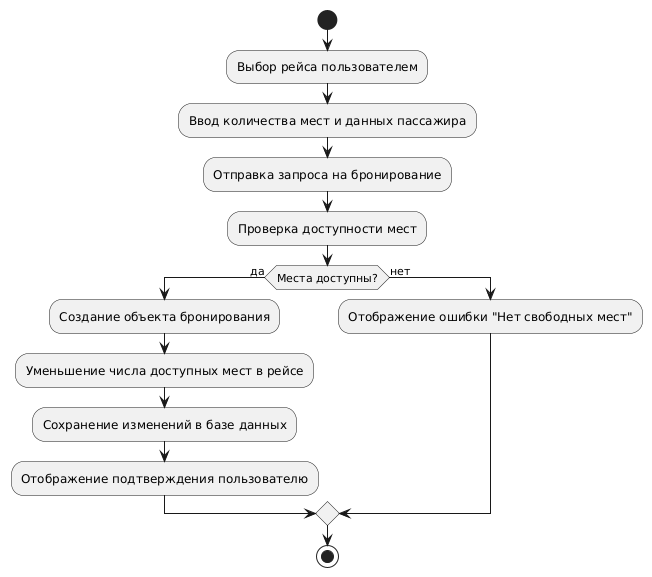 Выбор рейса пользователем
Ввод количества мест и данных пассажира
Отправка запроса на бронирование
Проверка доступности мест
да
Места доступны?
нет
Создание объекта бронирования
Отображение ошибки "Нет свободных мест"
Уменьшение числа доступных мест в рейсе
Сохранение изменений в базе данных
Отображение подтверждения пользователю